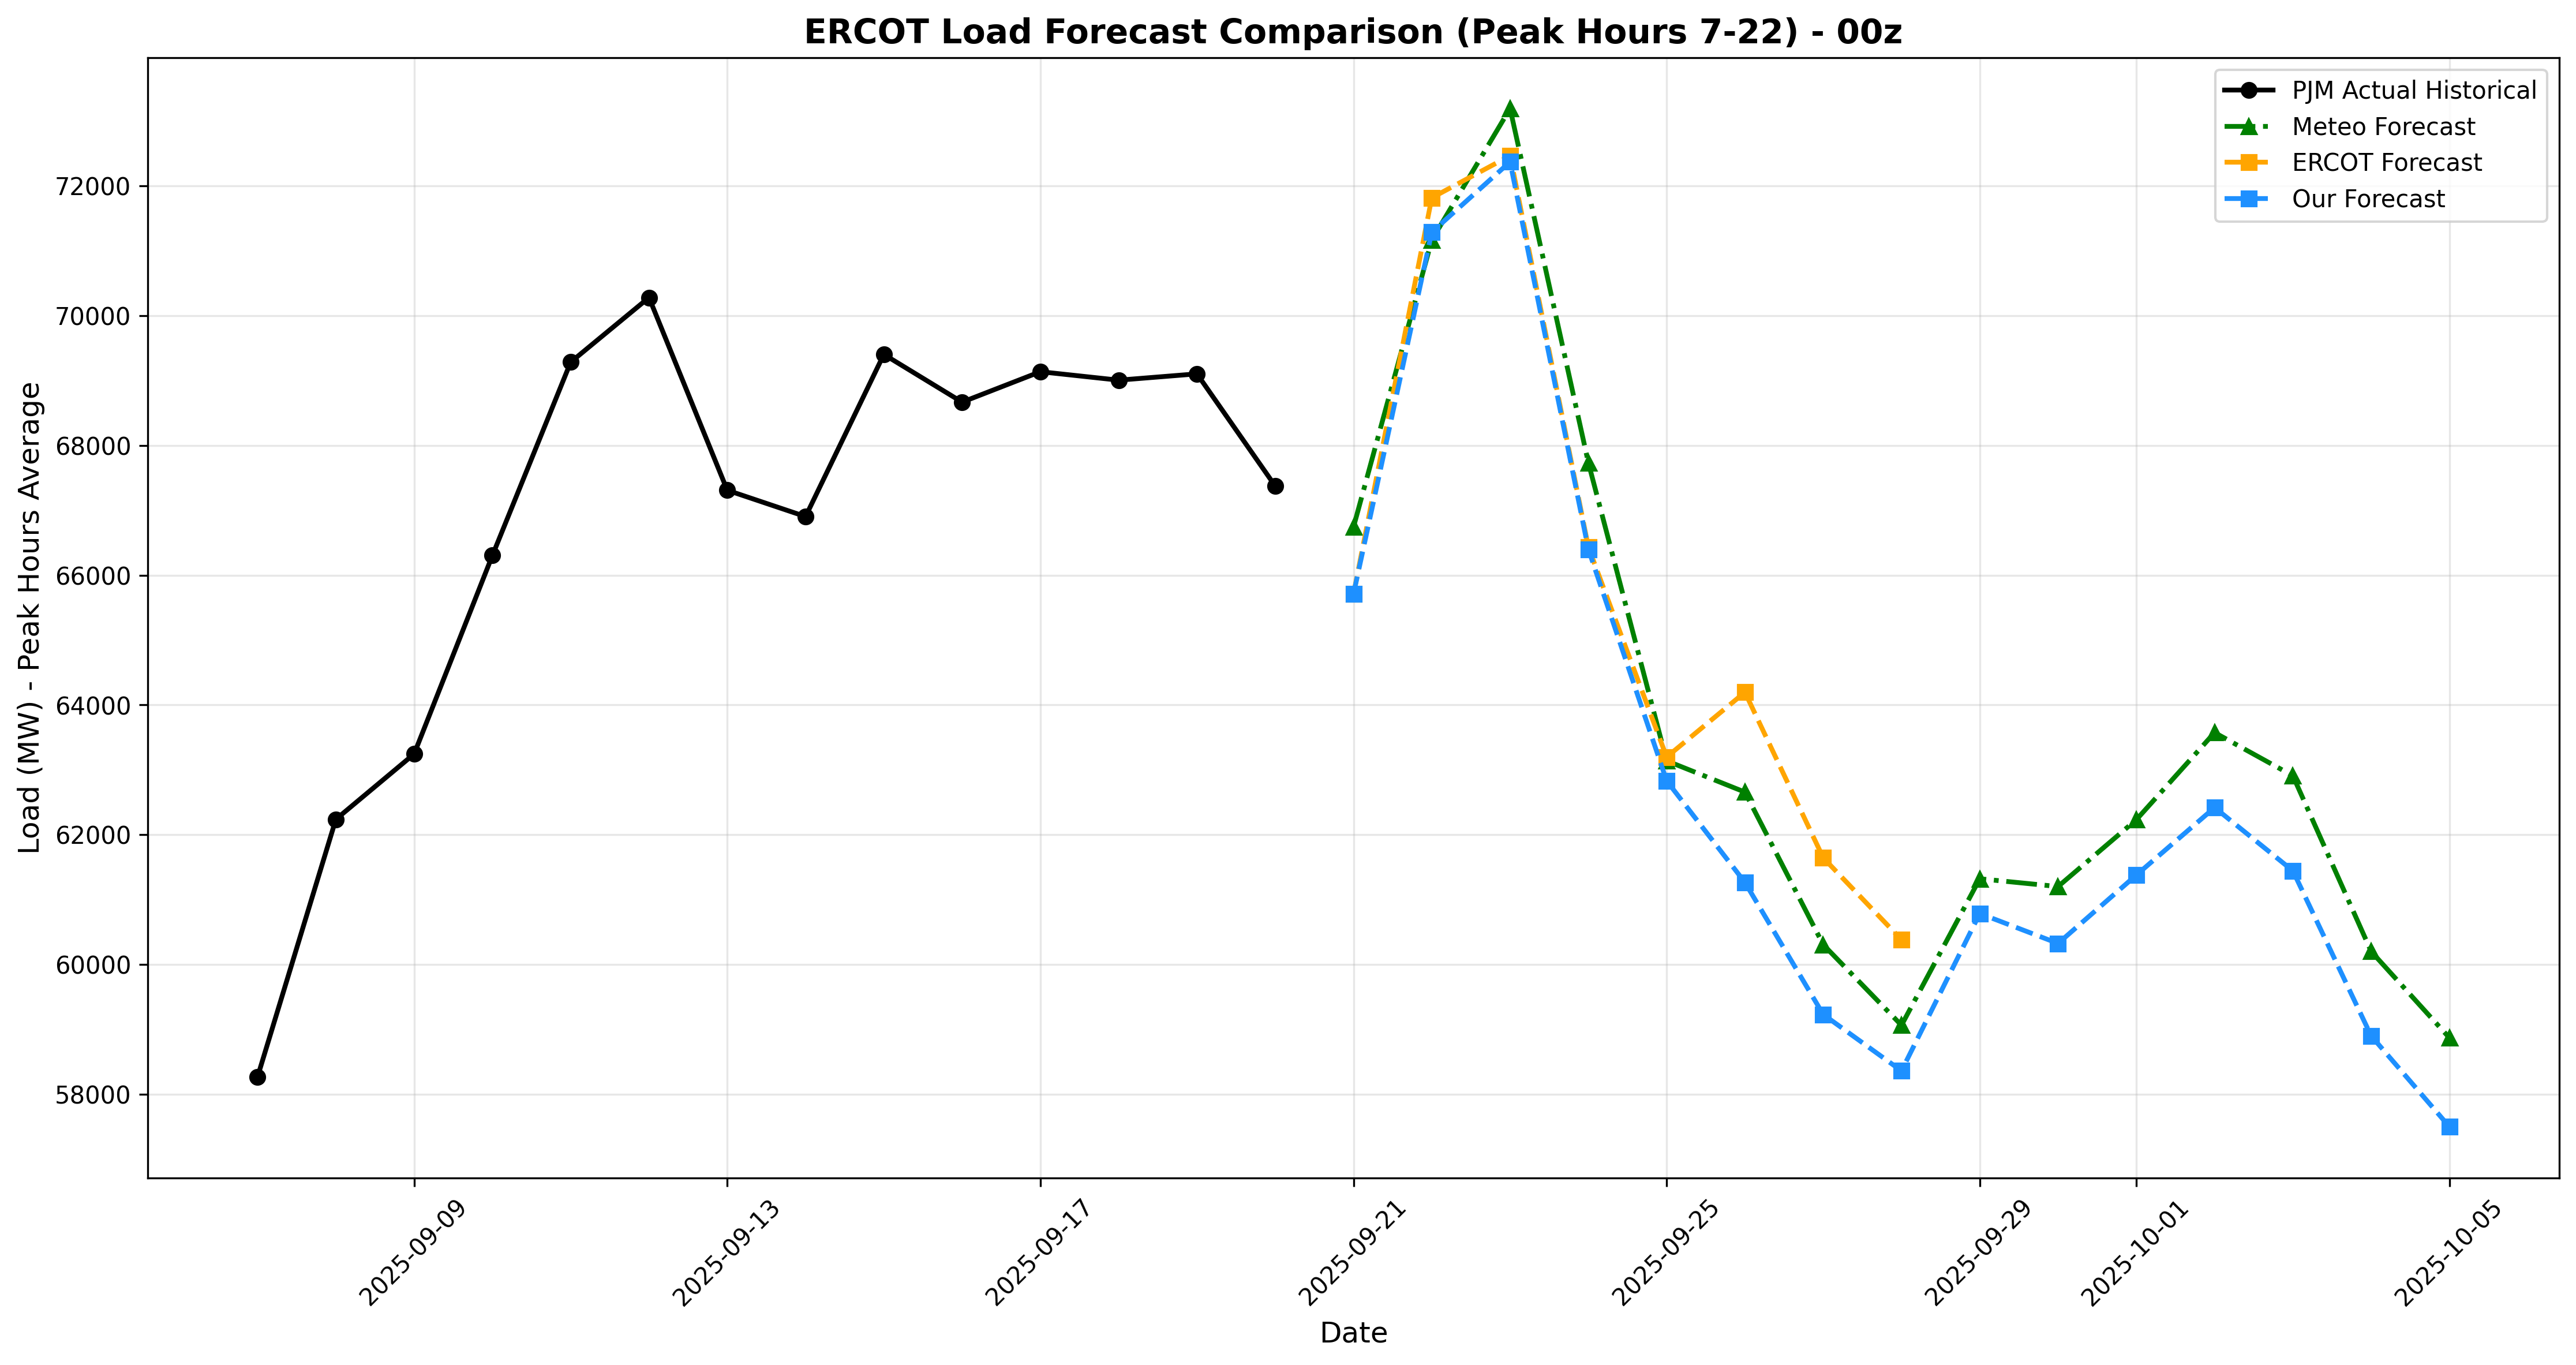 ERCOT Load Forecast Comparison (Peak Hours 7-22) - 00z
PJM Actual Historical
Meteo Forecast
ERCOT Forecast
Our Forecast
Load (MW) - Peak Hours Average
72000
70000
68000
66000
64000
62000
60000
58000
2025-09-09
2025-09-13
2025-09-17
2025-09-21
2025-09-25
2025-09-29
2025-10-01
2025-10-05
Date